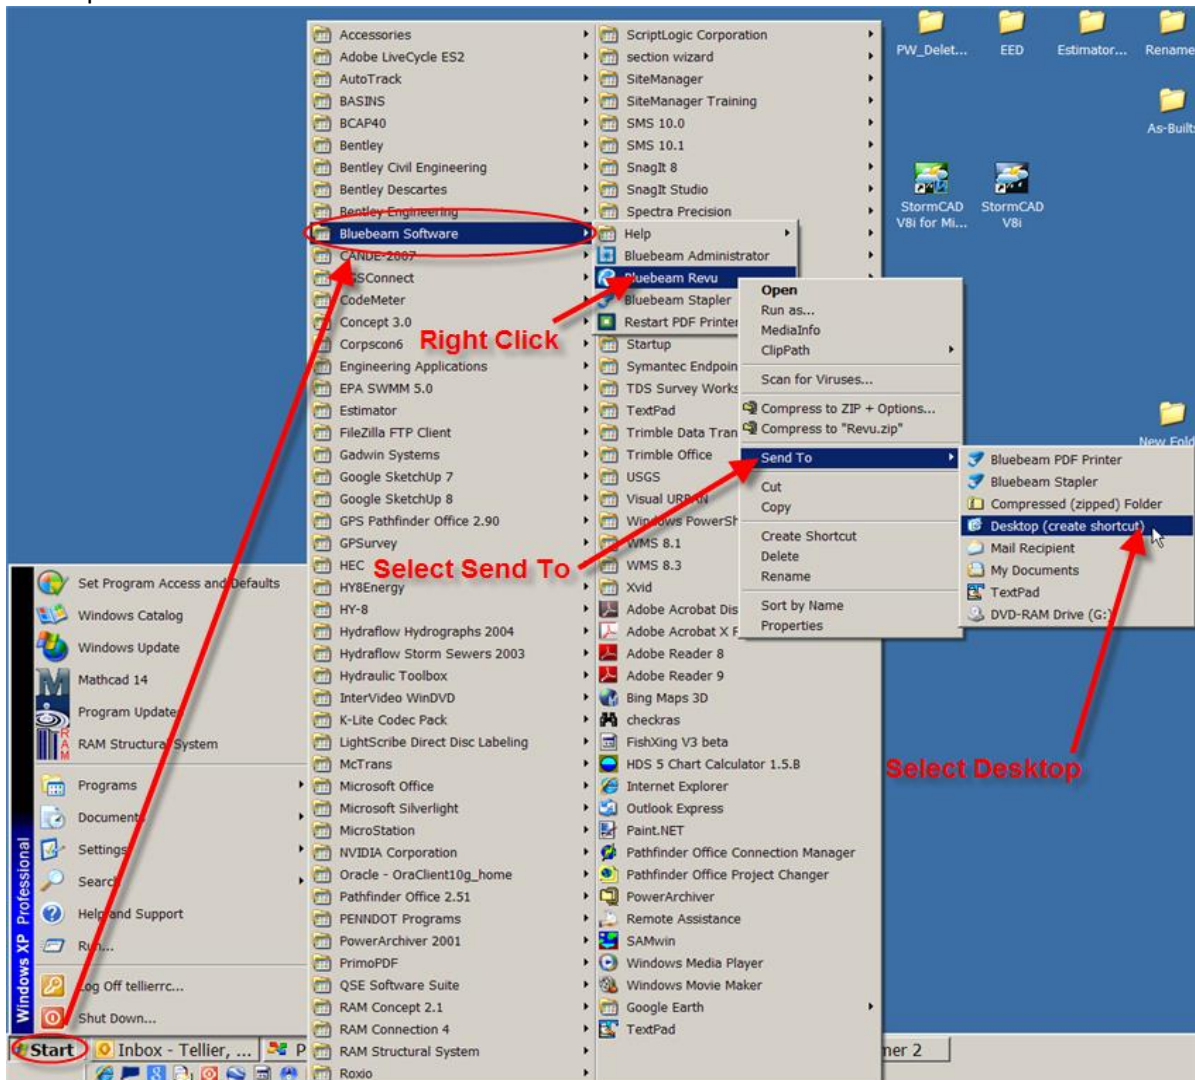 Accessories
Adobe LiveCycle ES2
AutoTrack
BASINS
BCAP40
Bentley
Bentley Civil Engineering
Bentley Descartes
Bentley Engineering
Bluebeam Software
CANDE-2007
CodeMeter
Concept 3.0
Corpscon6
Engineering Applications
EPA SWMM 5.0
Estimator
FileZilla FTP Client
Gadwin Systems
Google SketchUp 7
Google SketchUp 8
GPS Pathfinder Office 2.90
GPSurvey
HEC
HY8Energy
HY-8
Hydraflow Hydrographs 2004
Hydraflow Storm Sewers 2003
Hydraulic Toolbox
InterVideo WinDVD
K-Lite Codec Pack
LightScribe Direct Disc Labeling
McTrans
Microsoft Office
Microsoft Silverlight
MicroStation
NVIDIA Corporation
Oracle - OraClient10g_home
Pathfinder Office 2.51
PENNDOT Programs
PowerArchiver 2001
PrimoPDF
QSE Software Suite
RAM Concept 2.1
RAM Connection 4
RAM Structural System
Roxio
ScriptLogic Corporation
section wizard
SiteManager
SiteManager Training
SMS 10.0
SMS 10.1
SnagIt 8
SnagIt Studio
Spectra Precision
Help
Bluebeam Administrator
Bluebeam Revu
Bluebeam Stapler
Restart PDF Printer
Startup
Symantec Endpoin
TDS Survey Works
TextPad
Trimble Data Tran
Trimble Office
USGS
Visual URBAN
Windows PowerSh
WMS 8.1
WMS 8.3
Xvid
Adobe Acrobat Dis
Adobe Acrobat X P
Adobe Reader 8
Adobe Reader 9
Bing Maps 3D
checkras
FishXing V3 beta
HDS 5 Chart Calculator 1.5.B
Internet Explorer
Outlook Express
Paint.NET
Pathfinder Office Connection Manager
Pathfinder Office Project Changer
PowerArchiver
Remote Assistance
SAMwin
Windows Media Player
Windows Movie Maker
Google Earth
TextPad
Open
Run as...
MediaInfo
ClipPath
Scan for Viruses...
Compress to ZIP + Options...
Compress to "Revu.zip"
Send To
Cut
Copy
Create Shortcut
Delete
Rename
Sort by Name
Properties
Bluebeam PDF Printer
Bluebeam Stapler
Compressed (zipped) Folder
Desktop (create shortcut)
Mail Recipient
My Documents
TextPad
DVD-RAM Drive (G:)
PW_Delet...
EED
Estimator...
Rename
As-Builts
StormCAD
V8i for Mi...
StormCAD
V8i
New Fold
Right Click
Select Send To
Select Desktop
Set Program Access and Defaults
Windows Catalog
Windows Update
Mathcad 14
Program Updates
RAM Structural System
Programs
Documents
Settings
Search
Help and Support
Run...
Log Off tellierrc...
Shut Down...
Windows XP Professional
Start
Inbox - Tellier, ...
P
ner 2